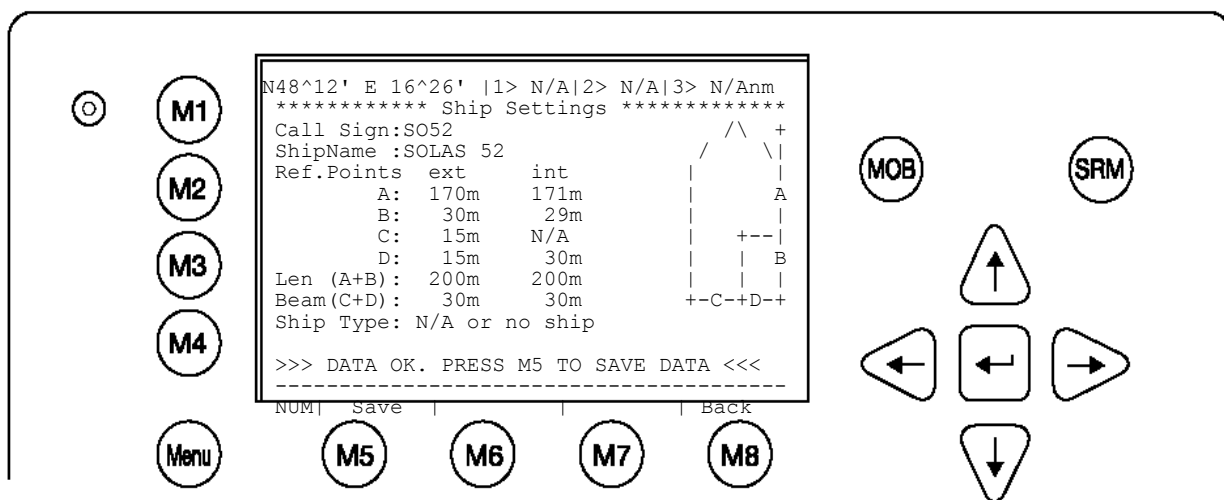 N48^12' E 16^26' |1> N/A|2> N/A|3> N/Anm
************ Ship Settings *************
Call Sign:SO52 /\ +
ShipName :SOLAS 52 / \|
Ref.Points ext int | |
A: 170m 171m | A
B: 30m 29m | |
C: 15m N/A | +--|
D: 15m 30m | | B
Len (A+B): 200m 200m | | |
Beam(C+D): 30m 30m +-C-+D-+
Ship Type: N/A or no ship
>>> DATA OK. PRESS M5 TO SAVE DATA <<<
----------------------------------------
NUM| Save | | | Back
M1
M2
M3
M4
Menu
M5 M6 M7 M8
MOB SRM